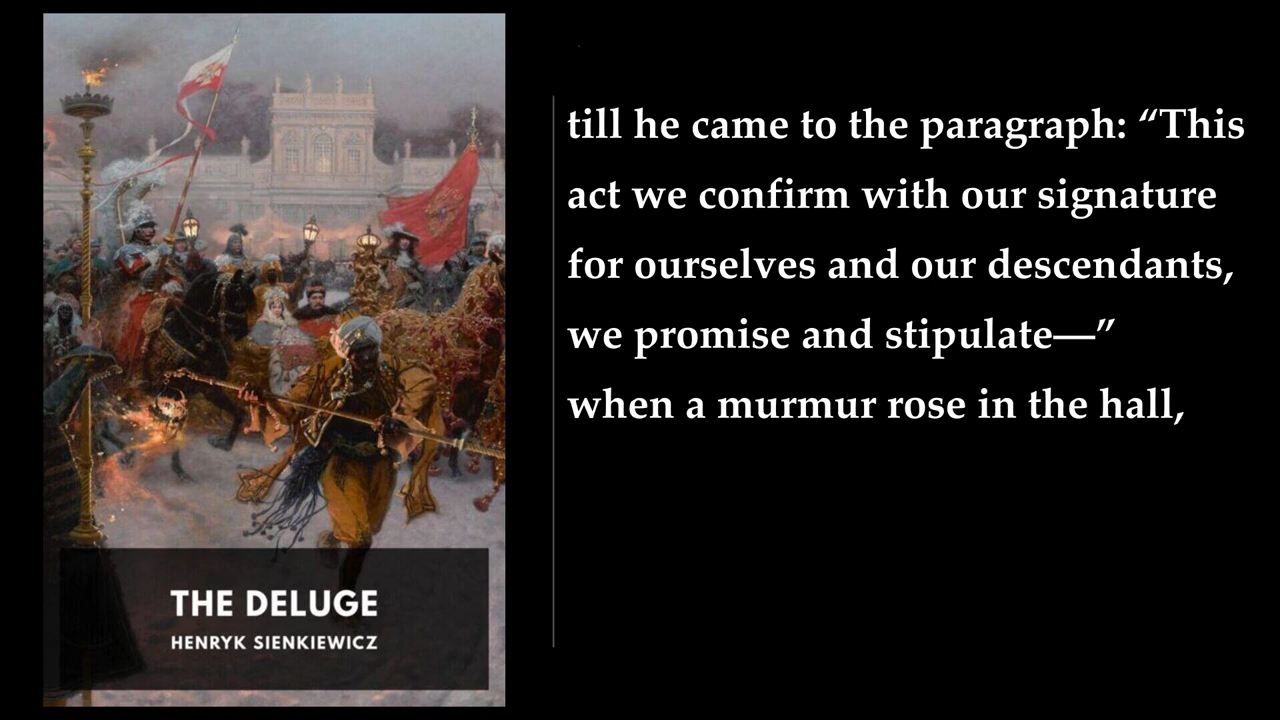 till he came to the paragraph: “This
act we confirm with our signature
for ourselves and our descendants,
we promise and stipulate—”
when a murmur rose in the hall,
THE DELUGE
HENRYK SIENKIEWICZ